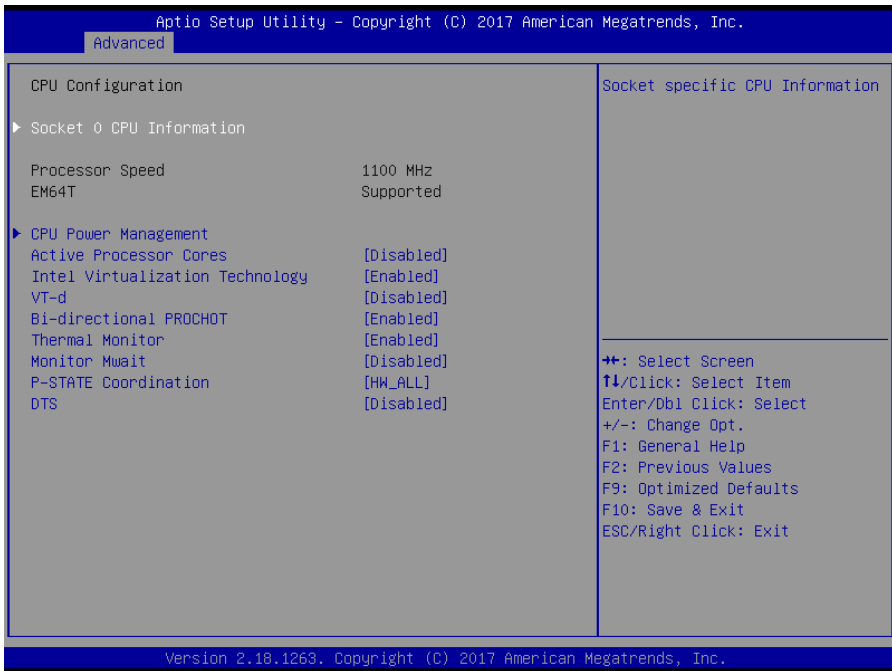 Aptio Setup Utility – Copyright (C) 2017 American Megatrends, Inc.
Advanced
CPU Configuration
Socket 0 CPU Information
Processor Speed 1100 MHz
EM64T Supported
CPU Power Management
Active Processor Cores [Disabled]
Intel Virtualization Technology [Enabled]
VT-d [Disabled]
Bi-directional PROCHOT [Enabled]
Thermal Monitor [Enabled]
Monitor Mwait [Disabled]
P-STATE Coordination [HW_ALL]
DTS [Disabled]
Socket specific CPU Information
→←: Select Screen
↑↓/Click: Select Item
Enter/Dbl Click: Select
+/-: Change Opt.
F1: General Help
F2: Previous Values
F9: Optimized Defaults
F10: Save & Exit
ESC/Right Click: Exit
Version 2.18.1263. Copyright (C) 2017 American Megatrends, Inc.